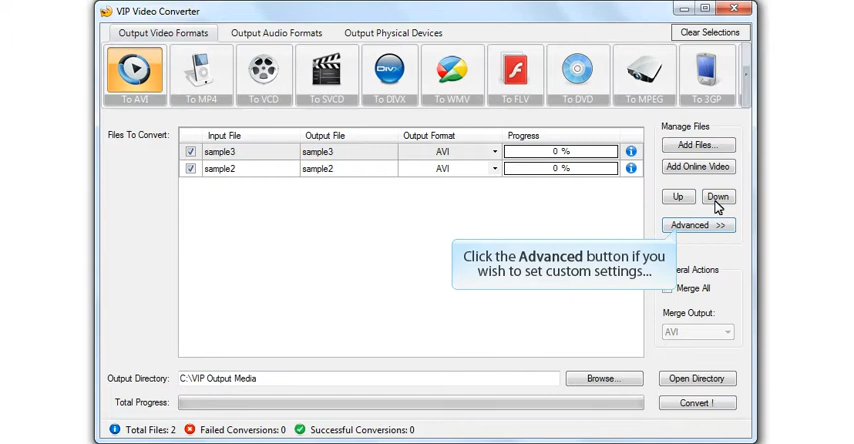 VIP Video Converter
Output Video Formats Output Audio Formats Output Physical Devices Clear Selections
To AVI To MP4 To VCD To SVCD To DIVX To WMV To FLV To DVD To MPEG To 3GP
Files To Convert: Input File Output File Output Format Progress Manage Files
sample3 sample3 AVI 0 % Add Files...
sample2 sample2 AVI 0 % Add Online Video
Up Down
Advanced >>
Click the Advanced button if you
wish to set custom settings...
eral Actions
Merge All
Merge Output:
AVI
Output Directory: C:\VIP Output Media Browse... Open Directory
Total Progress: Convert !
Total Files: 2 Failed Conversions: 0 Successful Conversions: 0